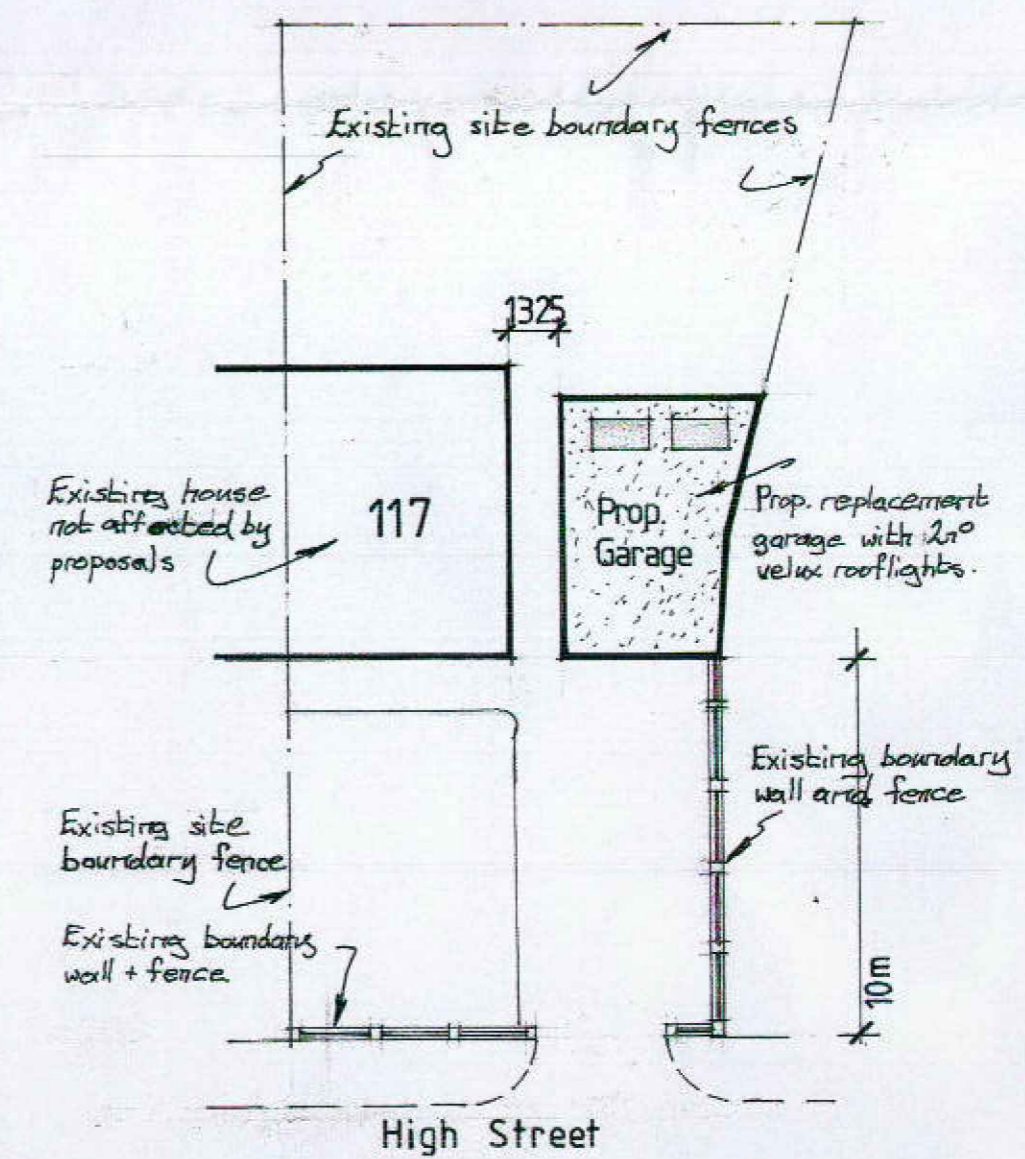 Existing site boundary fences
1325
Existing house
not affected by
proposals
117
Prop.
Garage
Prop. replacement
garage with 2nº
velux rooflights.
Existing boundary
wall and fence
Existing site
boundary fence
Existing boundary
wall + fence
10m
High Street